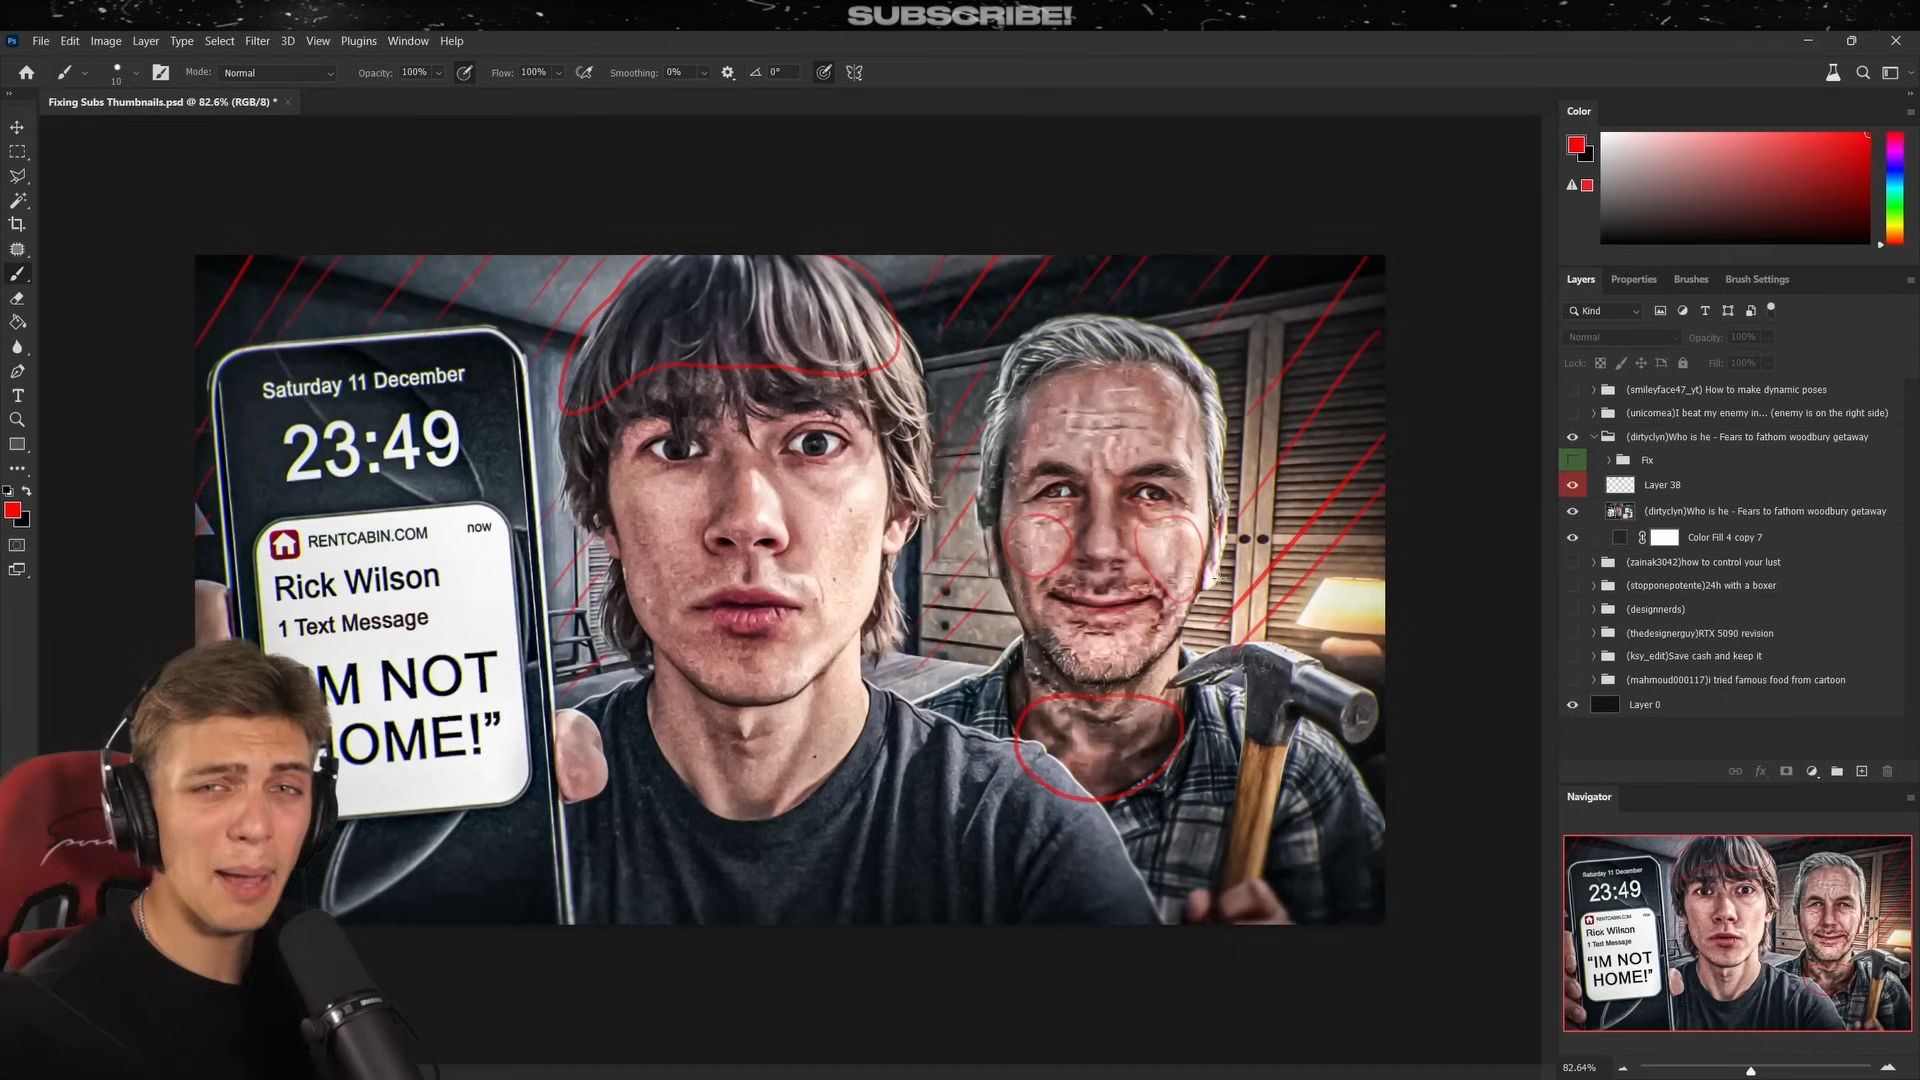 SUBSCRIBE!
Ps
File Edit Image Layer Type Select Filter 3D View Plugins Window Help
10 Mode: Normal Opacity: 100% Flow: 100% Smoothing: 0% 0°
Fixing Subs Thumbnails.psd @ 82.6% (RGB/8) *
Saturday 11 December
23:49
RENTCABIN.COM now
Rick Wilson
1 Text Message
M NOT
OME!”
Color
Layers Properties Brushes Brush Settings
Kind
Normal Opacity: 100%
Lock: Fill: 100%
(smileyface47_yt) How to make dynamic poses
(unicornea)I beat my enemy in... (enemy is on the right side)
(dirtyclyn)Who is he - Fears to fathom woodbury getaway
Fix
Layer 38
(dirtyclyn)Who is he - Fears to fathom woodbury getaway
Color Fill 4 copy 7
(zainak3042)how to control your lust
(stopponepotente)24h with a boxer
(designnerds)
(thedesignerguy)RTX 5090 revision
(ksy_edit)Save cash and keep it
(mahmoud000117)i tried famous food from cartoon
Layer 0
fx
Navigator
Saturday 11 December
23:49
RENTCABIN.COM
Rick Wilson
1 Text Message
“IM NOT
HOME!”
82.64%